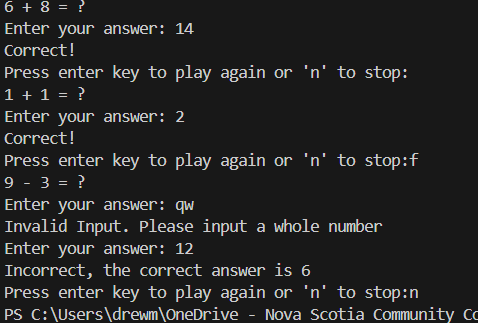 6 + 8 = ?
Enter your answer: 14
Correct!
Press enter key to play again or 'n' to stop:
1 + 1 = ?
Enter your answer: 2
Correct!
Press enter key to play again or 'n' to stop:f
9 - 3 = ?
Enter your answer: qw
Invalid Input. Please input a whole number
Enter your answer: 12
Incorrect, the correct answer is 6
Press enter key to play again or 'n' to stop:n
PS C:\Users\drewm\OneDrive - Nova Scotia Community Co